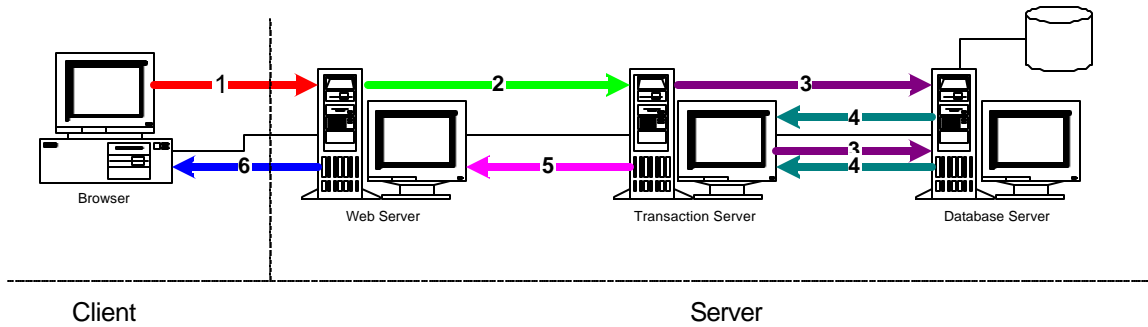 1
2
3
4
3
4
5
6
Browser
Web Server
Transaction Server
Database Server
Client
Server